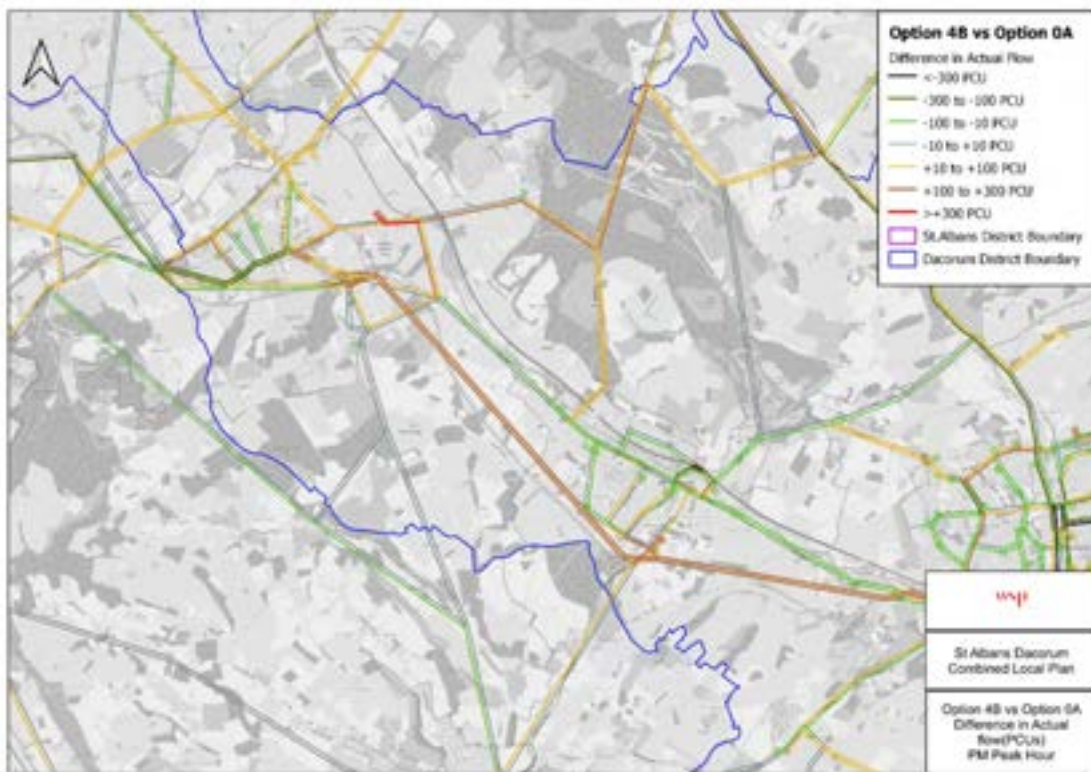 Option 4B vs Option 0A
Difference in Actual Flow
<-300 PCU
-300 to -100 PCU
-100 to -10 PCU
-10 to +10 PCU
+10 to +100 PCU
+100 to +300 PCU
>+300 PCU
St.Albans District Boundary
Dacorum District Boundary
wsp
St Albans Dacorum
Combined Local Plan
Option 4B vs Option 0A
Difference in Actual
flow(PCUs)
PM Peak Hour